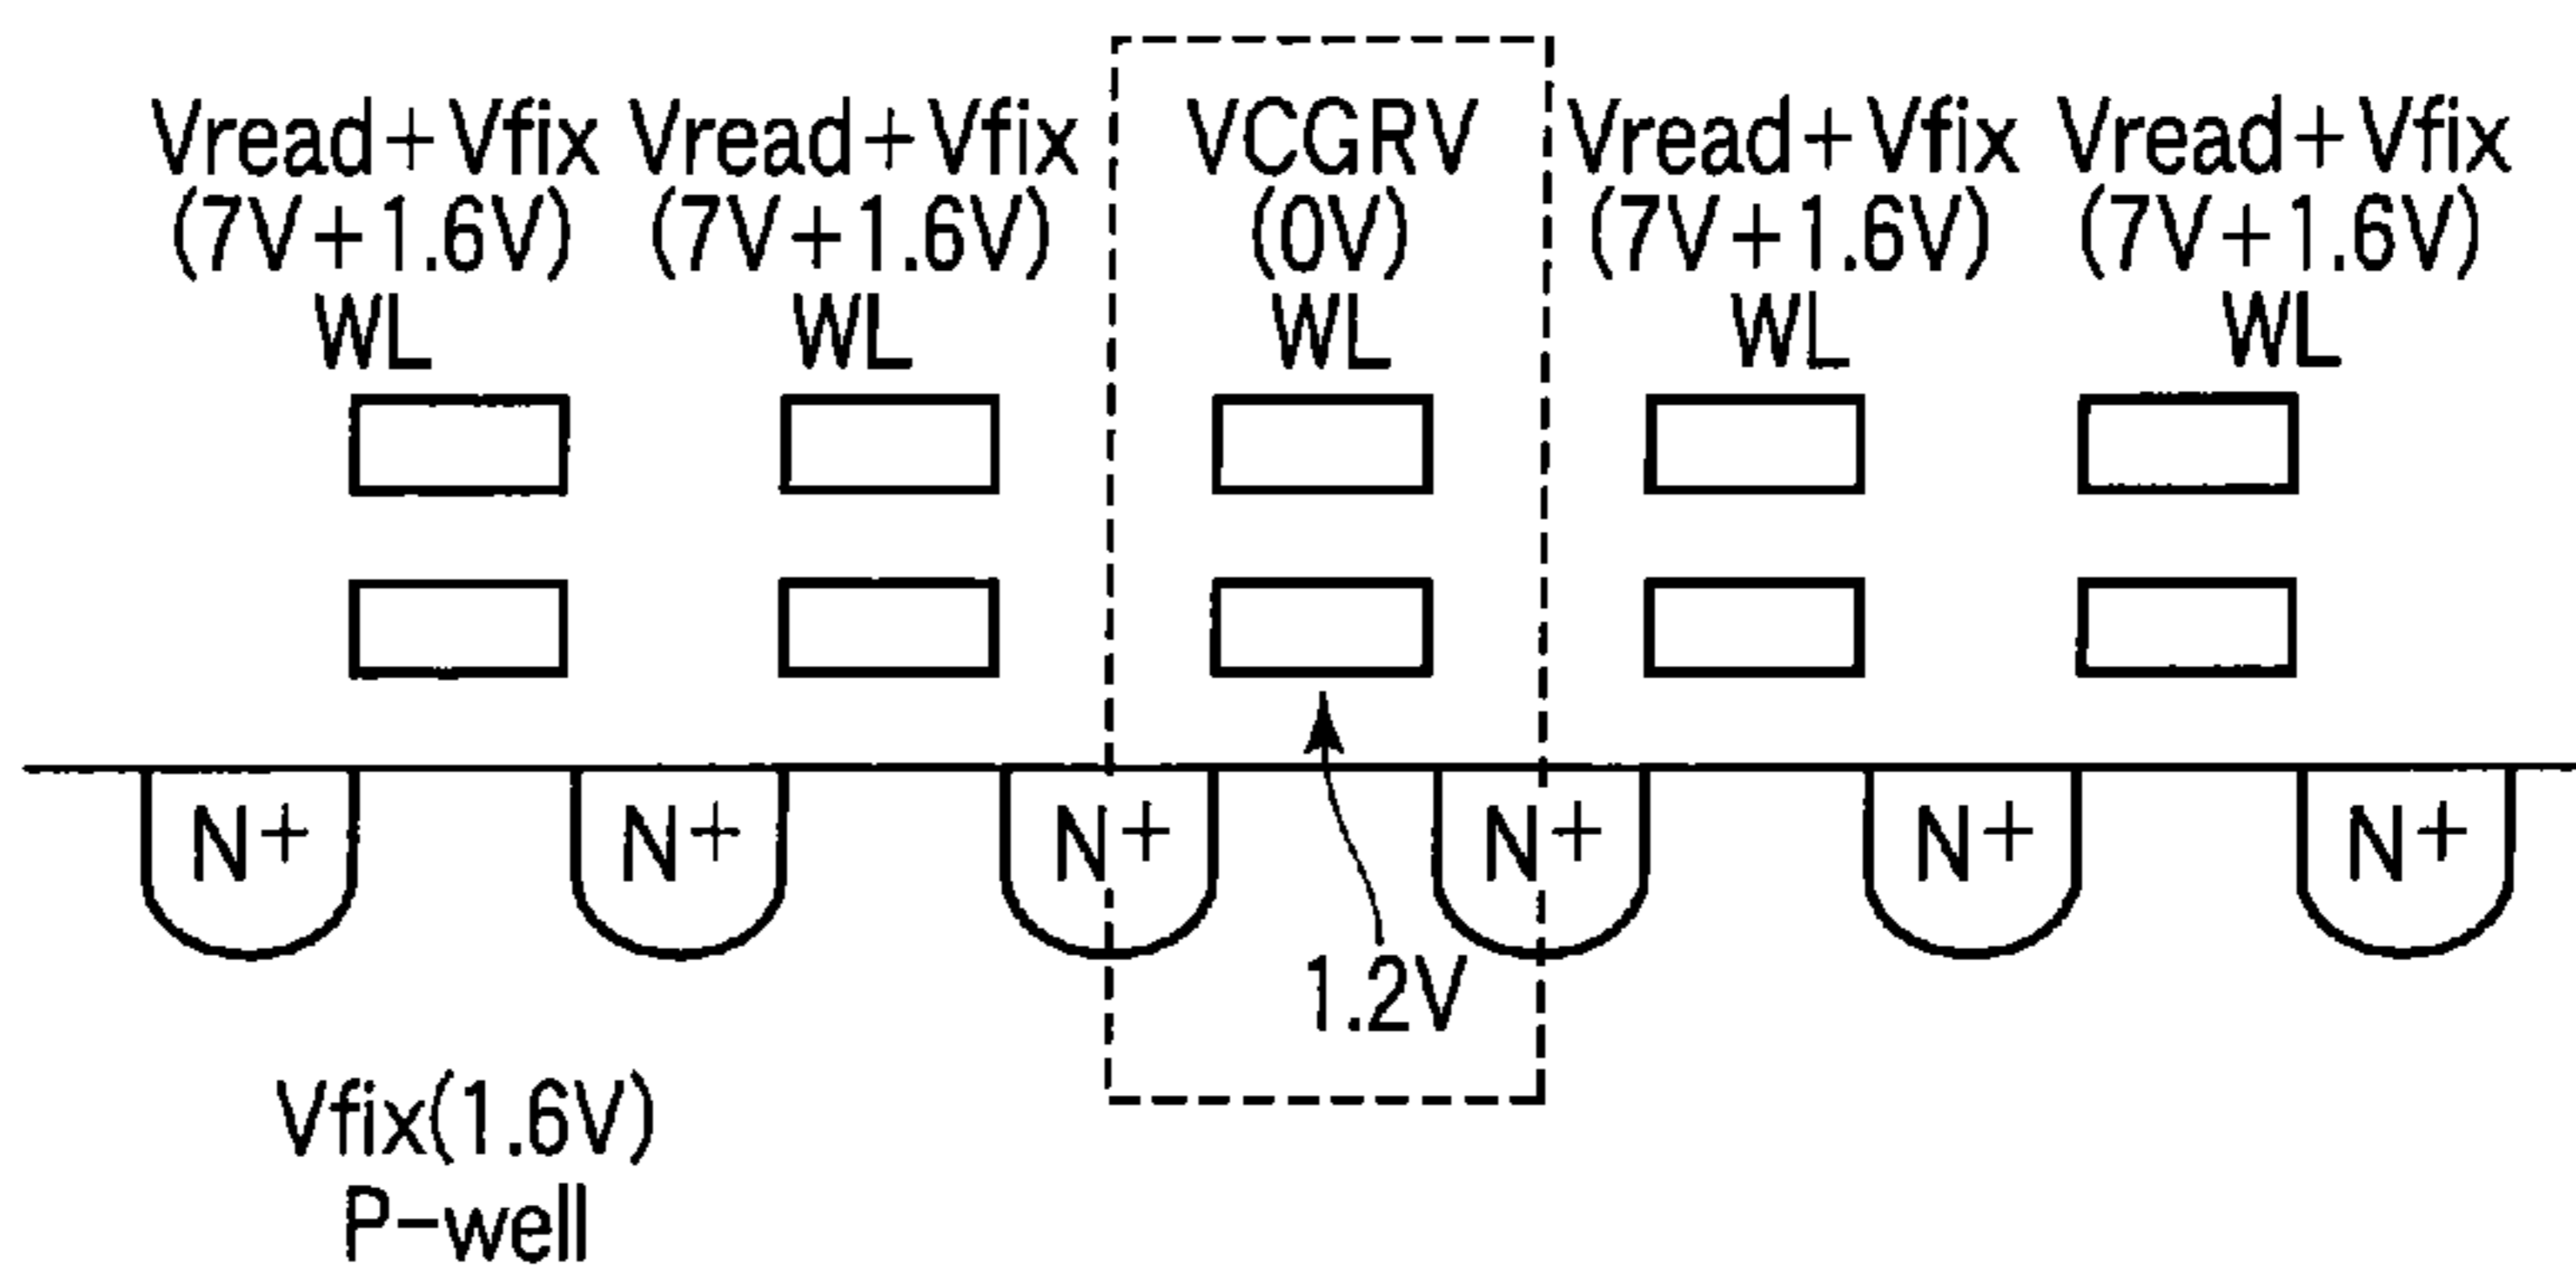 Vread+Vfix Vread+Vfix VCGRV Vread+Vfix Vread+Vfix
(7V+1.6V) (7V+1.6V) (0V) (7V+1.6V) (7V+1.6V)
WL WL WL WL WL
N+ N+ N+ N+ N+ N+
1.2V
Vfix(1.6V)
P-well